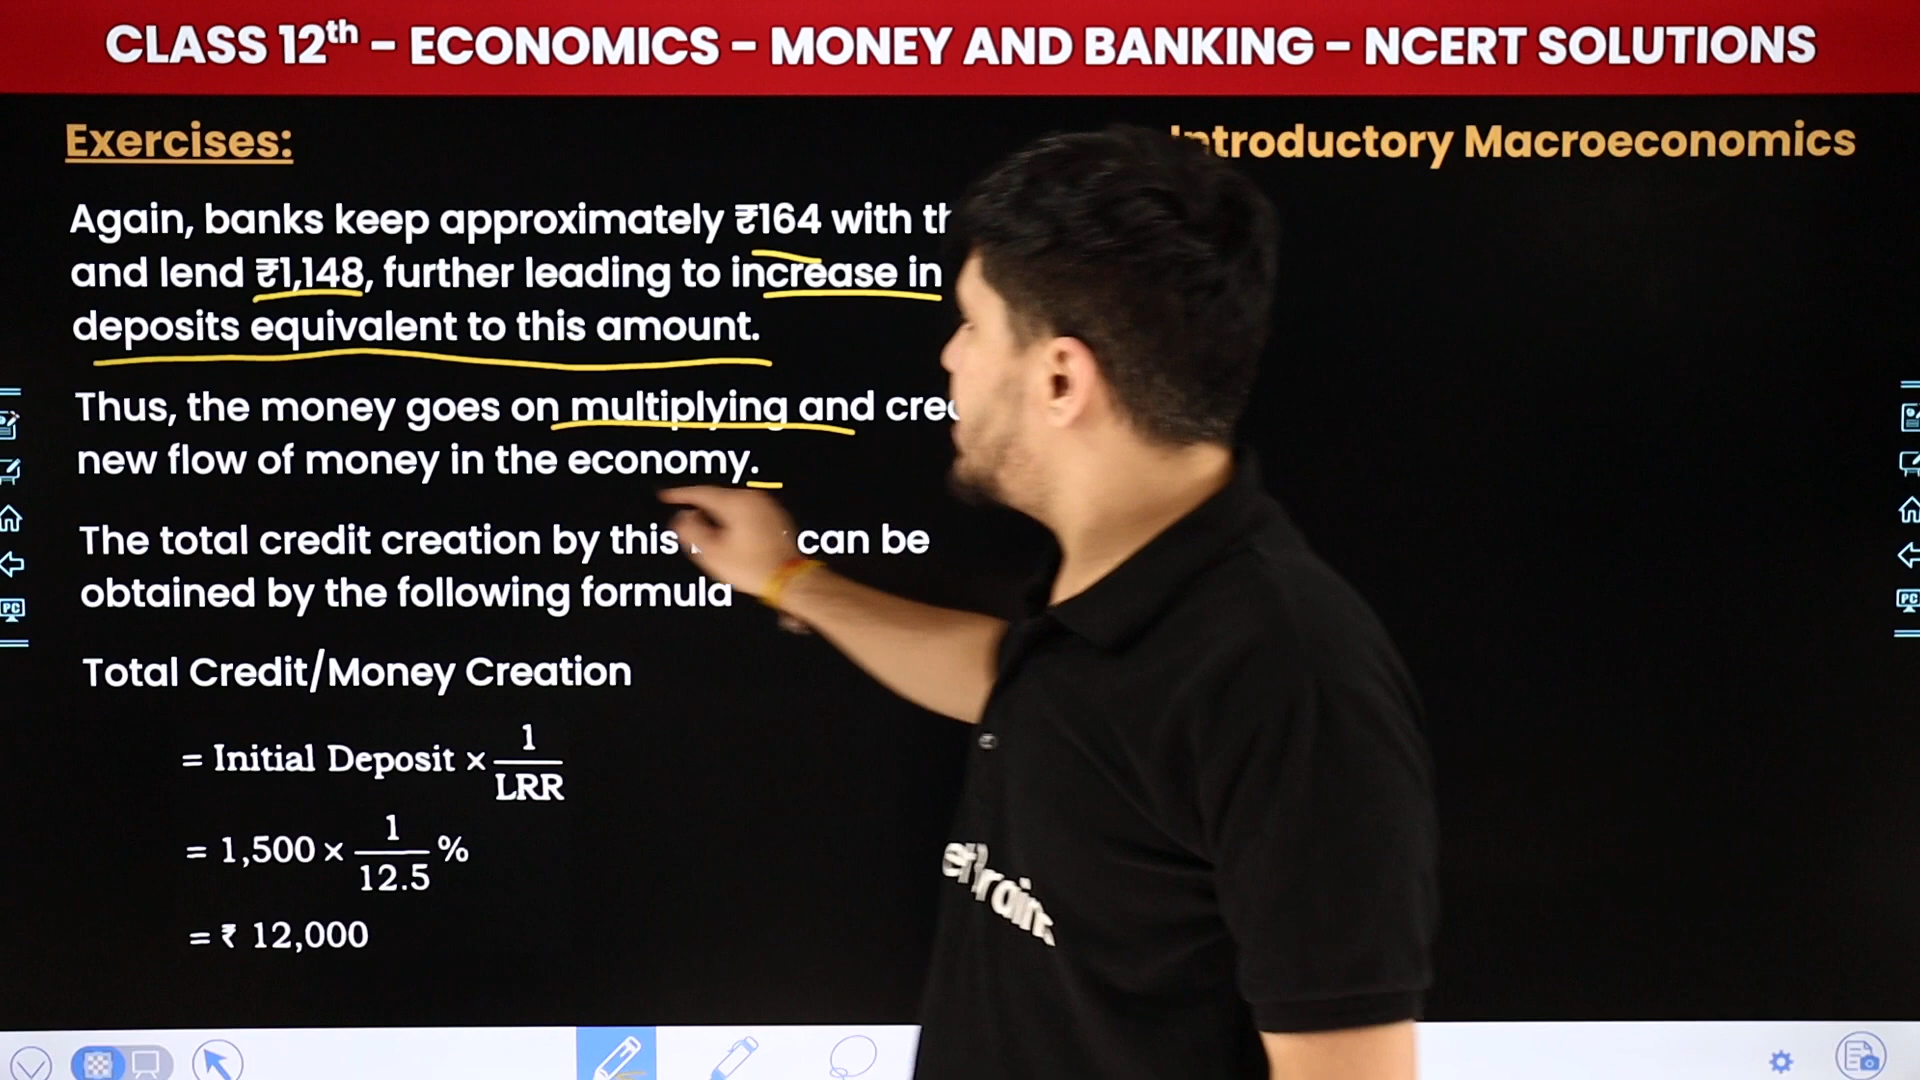 CLASS 12th - ECONOMICS - MONEY AND BANKING - NCERT SOLUTIONS
Exercises:
Introductory Macroeconomics
Again, banks keep approximately ₹164 with
and lend ₹1,148, further leading to increase in
deposits equivalent to this amount.
Thus, the money goes on multiplying and
new flow of money in the economy.
The total credit creation by this can be
obtained by the following formula
Total Credit/Money Creation
= Initial Deposit × 1/LRR
= 1,500 × 1/12.5 %
= ₹ 12,000
PC
PC